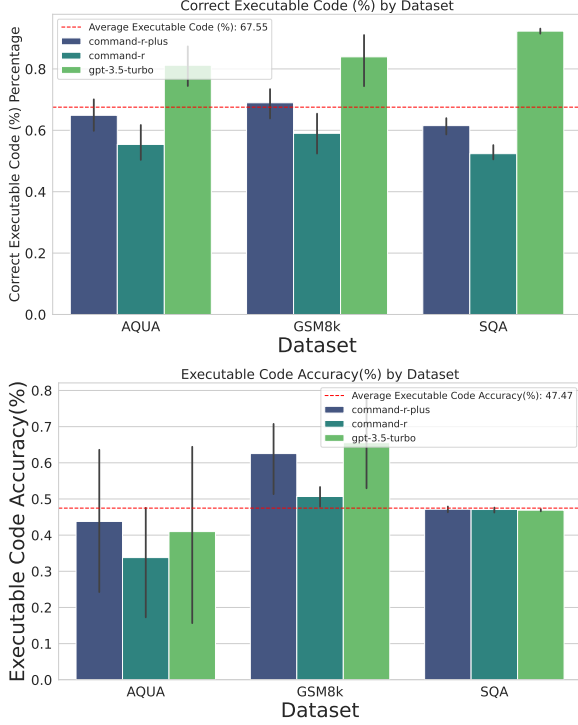 Correct Executable Code (%) by Dataset
Average Executable Code (%): 67.55
command-r-plus
command-r
gpt-3.5-turbo
Correct Executable Code (%) Percentage
0.8
0.6
0.4
0.2
0.0
AQUA GSM8k SQA
Dataset
Executable Code Accuracy(%) by Dataset
Average Executable Code Accuracy(%): 47.47
command-r-plus
command-r
gpt-3.5-turbo
Executable Code Accuracy(%)
0.8
0.7
0.6
0.5
0.4
0.3
0.2
0.1
0.0
AQUA GSM8k SQA
Dataset